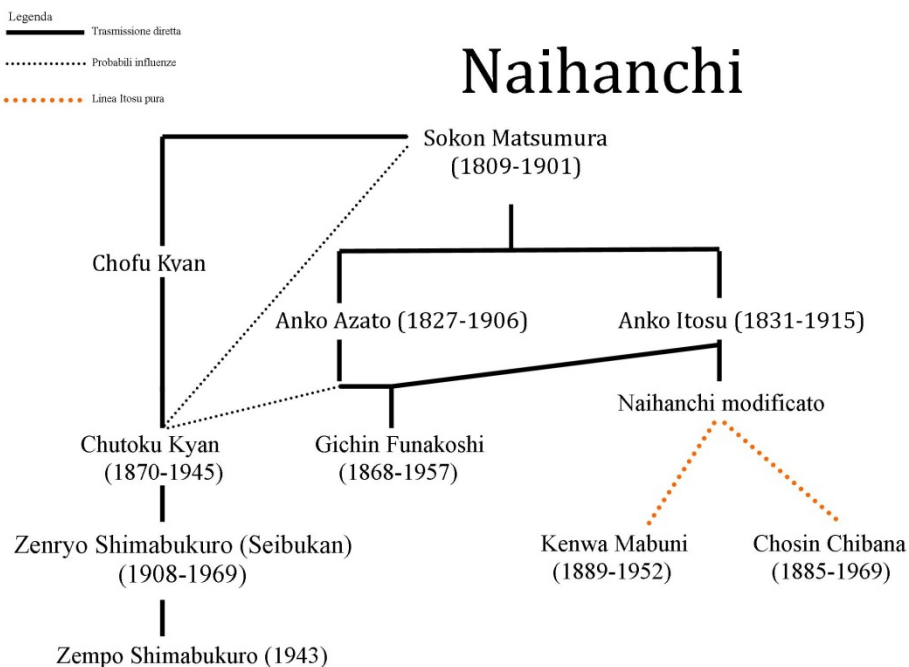 Legenda
Trasmissione diretta
Probabili influenze
Linea Itosu pura
Naihanchi
Sokon Matsumura
(1809-1901)
Chofu Kyan
Anko Azato (1827-1906)
Anko Itosu (1831-1915)
Naihanchi modificato
Chutoku Kyan
(1870-1945)
Gichin Funakoshi
(1868-1957)
Zenryo Shimabukuro (Seibukan)
(1908-1969)
Kenwa Mabuni
(1889-1952)
Chosin Chibana
(1885-1969)
Zempo Shimabukuro (1943)